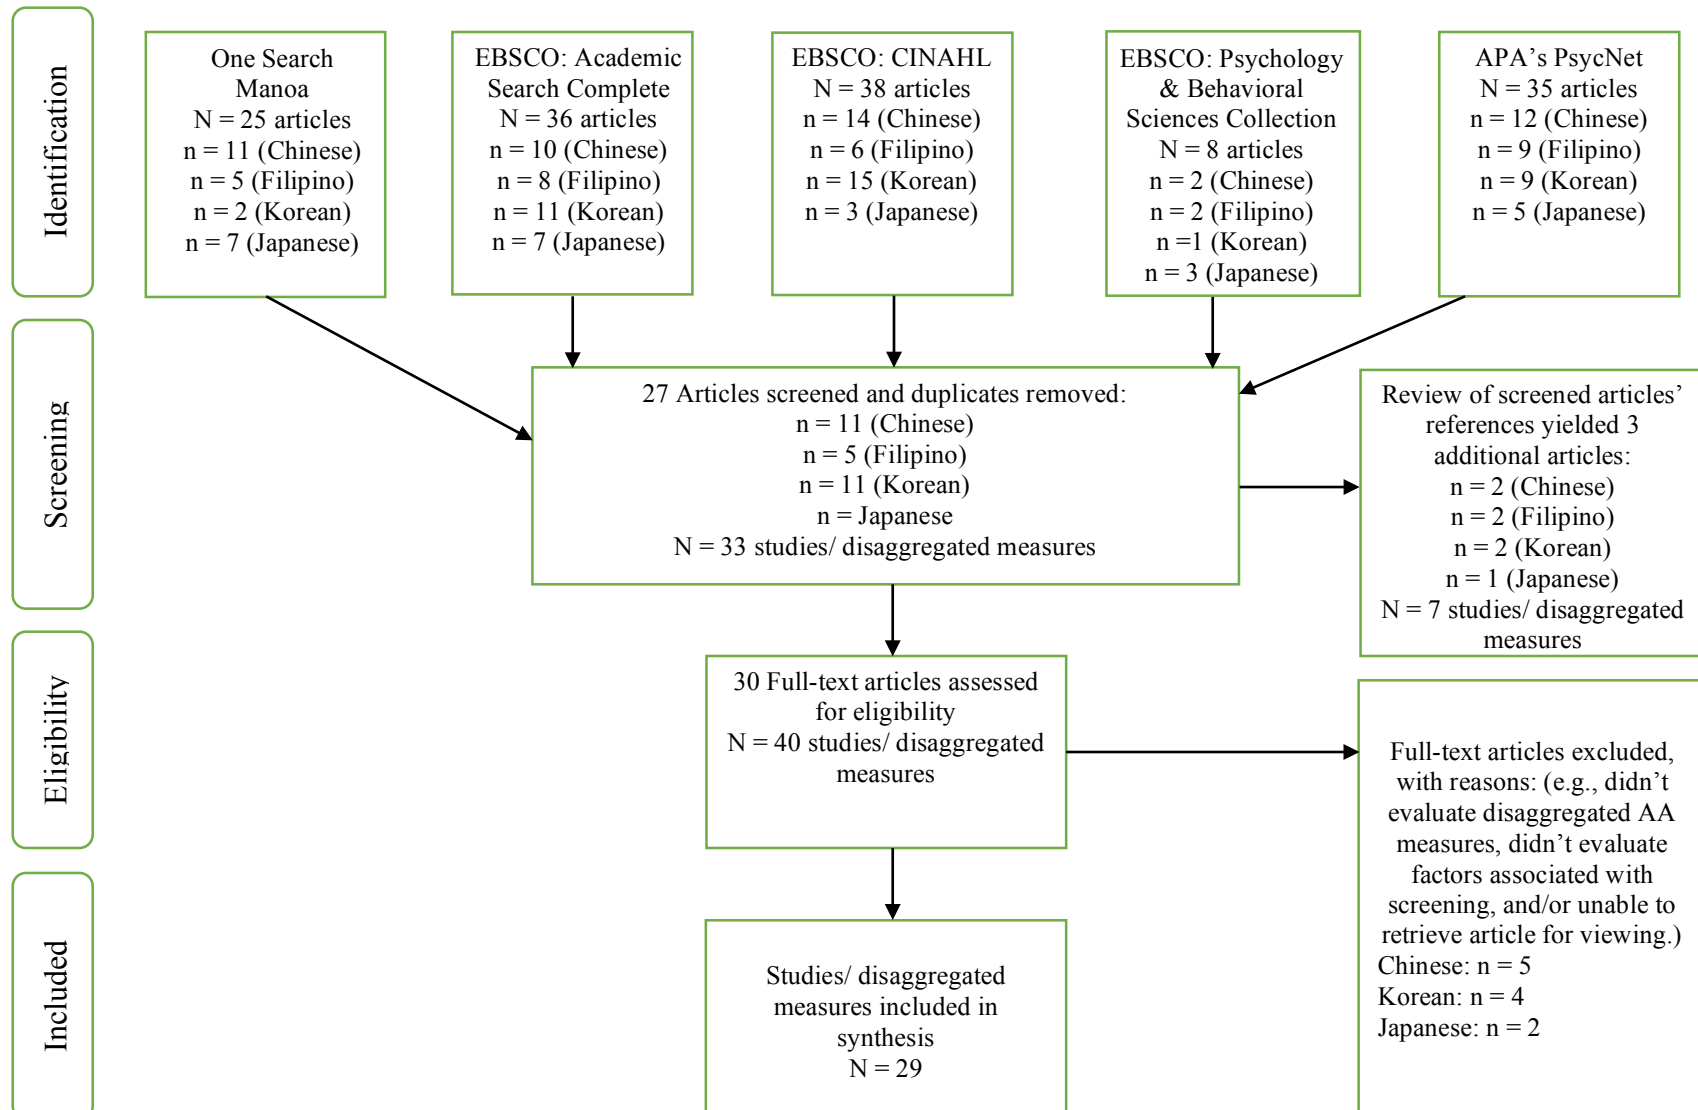 Identification
One Search
Manoa
N = 25 articles
n = 11 (Chinese)
n = 5 (Filipino)
n = 2 (Korean)
n = 7 (Japanese)
EBSCO: Academic
Search Complete
N = 36 articles
n = 10 (Chinese)
n = 8 (Filipino)
n = 11 (Korean)
n = 7 (Japanese)
EBSCO: CINAHL
N = 38 articles
n = 14 (Chinese)
n = 6 (Filipino)
n = 15 (Korean)
n = 3 (Japanese)
EBSCO: Psychology
& Behavioral
Sciences Collection
N = 8 articles
n = 2 (Chinese)
n = 2 (Filipino)
n =1 (Korean)
n = 3 (Japanese)
APA’s PsycNet
N = 35 articles
n = 12 (Chinese)
n = 9 (Filipino)
n = 9 (Korean)
n = 5 (Japanese)
Screening
27 Articles screened and duplicates removed:
n = 11 (Chinese)
n = 5 (Filipino)
n = 11 (Korean)
n = Japanese
N = 33 studies/ disaggregated measures
Review of screened articles’
references yielded 3
additional articles:
n = 2 (Chinese)
n = 2 (Filipino)
n = 2 (Korean)
n = 1 (Japanese)
N = 7 studies/ disaggregated
measures
Eligibility
30 Full-text articles assessed
for eligibility
N = 40 studies/ disaggregated
measures
Full-text articles excluded,
with reasons: (e.g., didn’t
evaluate disaggregated AA
measures, didn’t evaluate
factors associated with
screening, and/or unable to
retrieve article for viewing.)
Chinese: n = 5
Korean: n = 4
Japanese: n = 2
Included
Studies/ disaggregated
measures included in
synthesis
N = 29